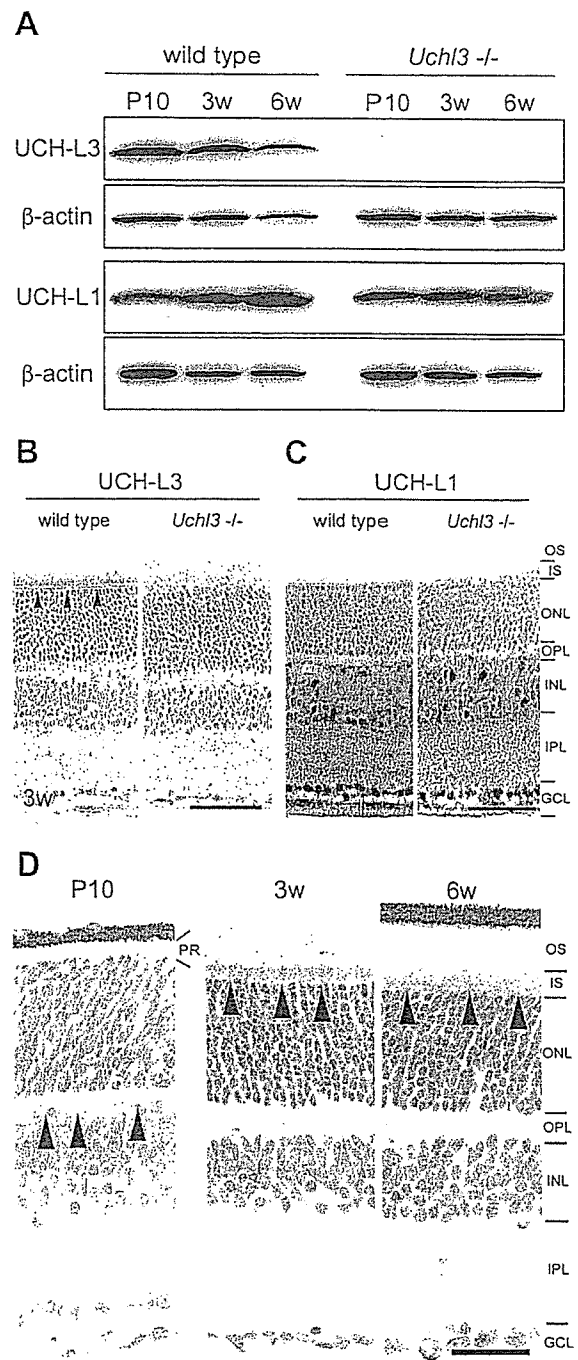 A
wild type Uchl3 -/-
P10 3w 6w P10 3w 6w
UCH-L3
β-actin
UCH-L1
β-actin
B
UCH-L3
wild type Uchl3 -/-
3w
C
UCH-L1
wild type Uchl3 -/-
OS
IS
ONL
OPL
INL
IPL
GCL
D
P10 3w 6w
PR
OS
IS
ONL
OPL
INL
IPL
GCL